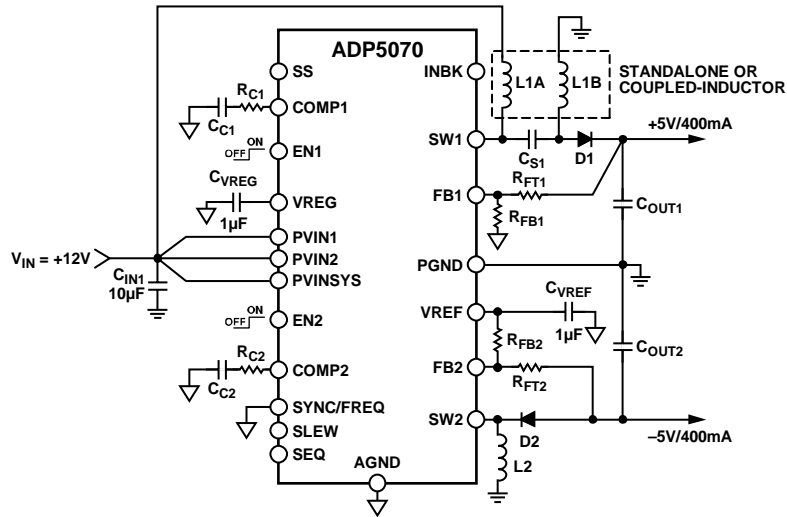 ADP5070
SS
INBK
L1A
L1B
STANDALONE OR
COUPLED-INDUCTOR
RC1
CC1
COMP1
SW1
CS1
D1
+5V/400mA
OFF
ON
EN1
CVREG
1µF
VREG
FB1
RFT1
RFB1
COUT1
VIN = +12V
CIN1
10µF
PVIN1
PVIN2
PVINSYS
PGND
OFF
ON
EN2
VREF
CVREF
1µF
RFB2
COUT2
RC2
CC2
COMP2
FB2
RFT2
SYNC/FREQ
SW2
D2
–5V/400mA
L2
SLEW
SEQ
AGND